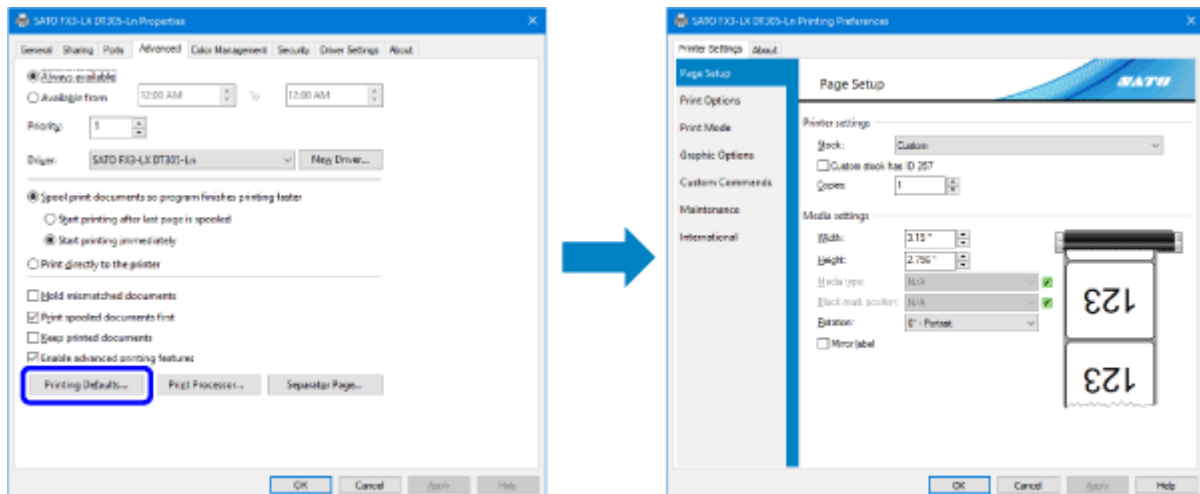 SATO FX3-LX DT305-Ln Properties
General Sharing Ports Advanced Color Management Security Driver Settings About
Always available
Available from 12:00 AM To 12:00 AM
Priority: 1
Driver: SATO FX3-LX DT305-Ln New Driver...
Spool print documents so program finishes printing faster
Start printing after last page is spooled
Start printing immediately
Print directly to the printer
Hold mismatched documents
Print spooled documents first
Keep printed documents
Enable advanced printing features
Printing Defaults... Print Processor... Separator Page...
OK Cancel Apply Help
SATO FX3-LX DT305-Ln Printing Preferences
Printer Settings About
Page Setup
Print Options
Print Mode
Graphic Options
Custom Commands
Maintenance
International
Page Setup SATO
Printer settings
Stock: Custom
Custom stock has ID 267
Copies: 1
Media settings
Width: 3.15 "
Height: 2.756 "
Media type: N/A
Black mark position: N/A
Rotation: 0° - Portrait
Mirror label
123
123
OK Cancel Apply Help